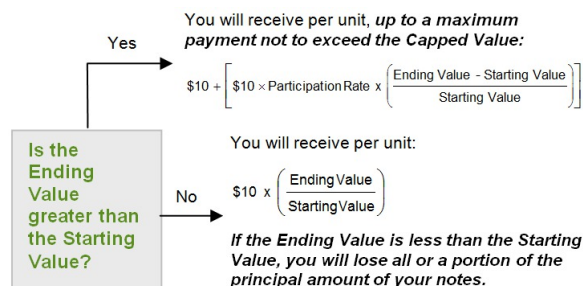 You will receive per unit, up to a maximum
payment not to exceed the Capped Value:
Yes
$10 + [$10 × Participation Rate x (Ending Value - Starting Value / Starting Value)]
Is the
Ending
Value
greater than
the Starting
Value?
No
You will receive per unit:
$10 x (Ending Value / Starting Value)
If the Ending Value is less than the Starting
Value, you will lose all or a portion of the
principal amount of your notes.